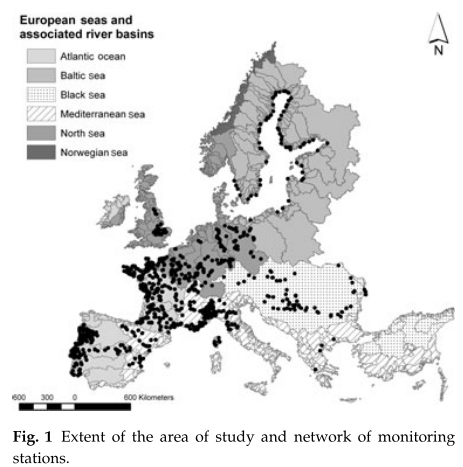 European seas and
associated river basins
Atlantic ocean
Baltic sea
Black sea
Mediterranean sea
North sea
Norwegian sea
N
600 300 0 600 Kilometers
Fig. 1 Extent of the area of study and network of monitoring
stations.